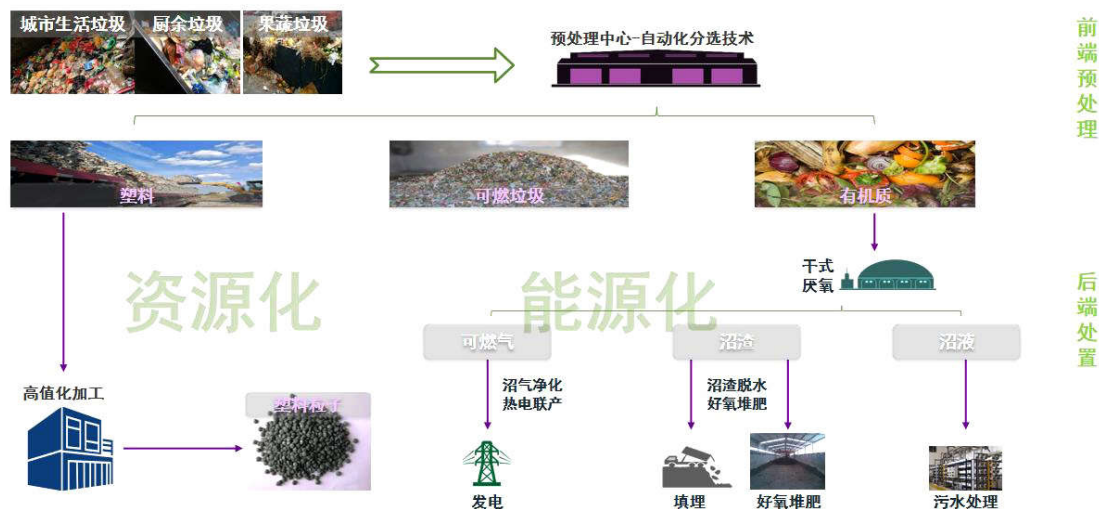 城市生活垃圾
厨余垃圾
果蔬垃圾
预处理中心-自动化分选技术
前端预处理
塑料
可燃垃圾
有机质
干式
厌氧
资源化
能源化
后端处置
可燃气
沼渣
沼液
沼气净化
热电联产
沼渣脱水
好氧堆肥
高值化加工
塑料粒子
发电
填埋
好氧堆肥
污水处理